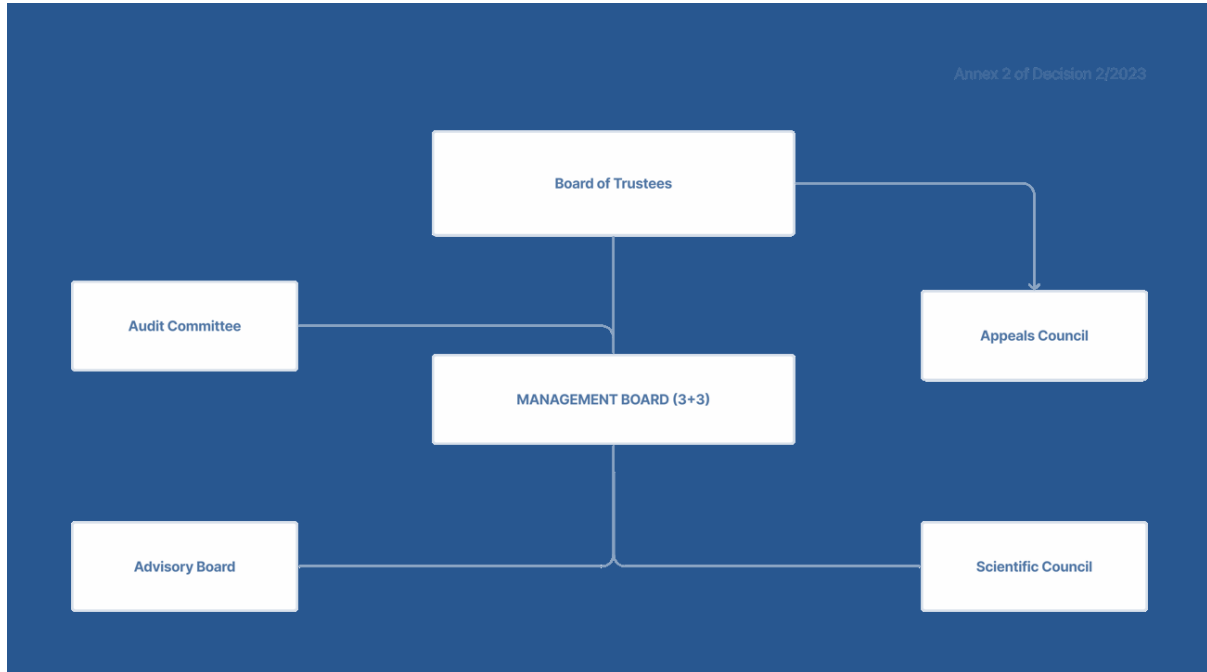 Annex 2 of Decision 2/2023
Board of Trustees
Audit Committee
Appeals Council
MANAGEMENT BOARD (3+3)
Advisory Board
Scientific Council